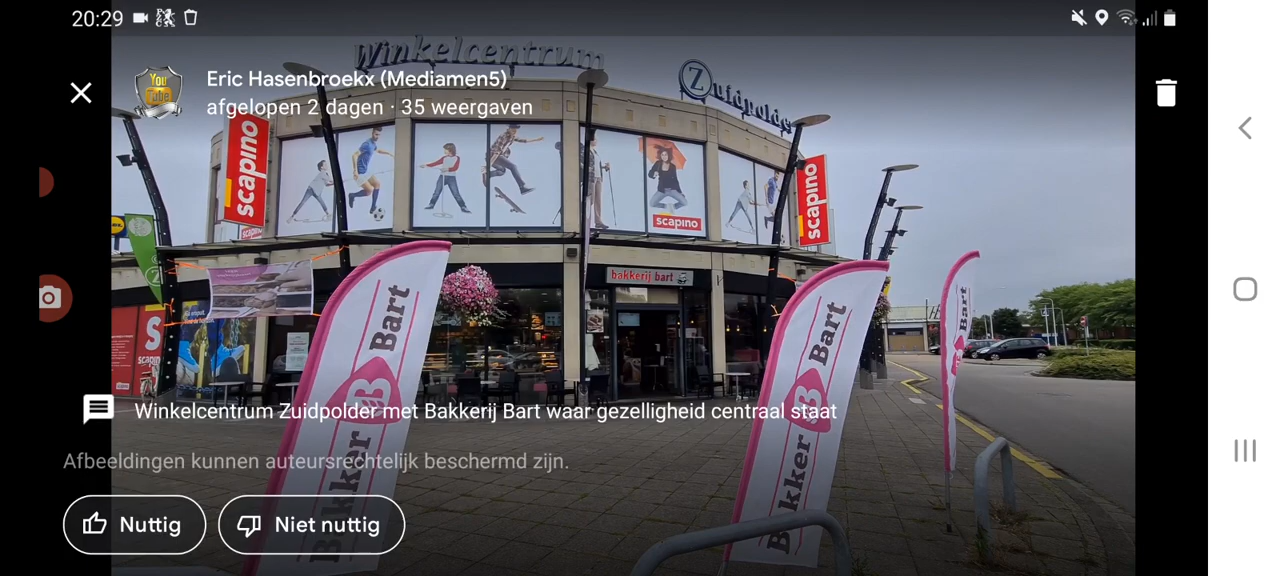 20:29
Winkelcentrum
Zuidpolder
Eric Hasenbroekx (Mediamen5)
afgelopen 2 dagen · 35 weergaven
You
Tube
scapino
scapino
scapino
bakkerij bart
Bakker Bart
Bakker Bart
Bart
Winkelcentrum Zuidpolder met Bakkerij Bart waar gezelligheid centraal staat
Afbeeldingen kunnen auteursrechtelijk beschermd zijn.
Nuttig
Niet nuttig